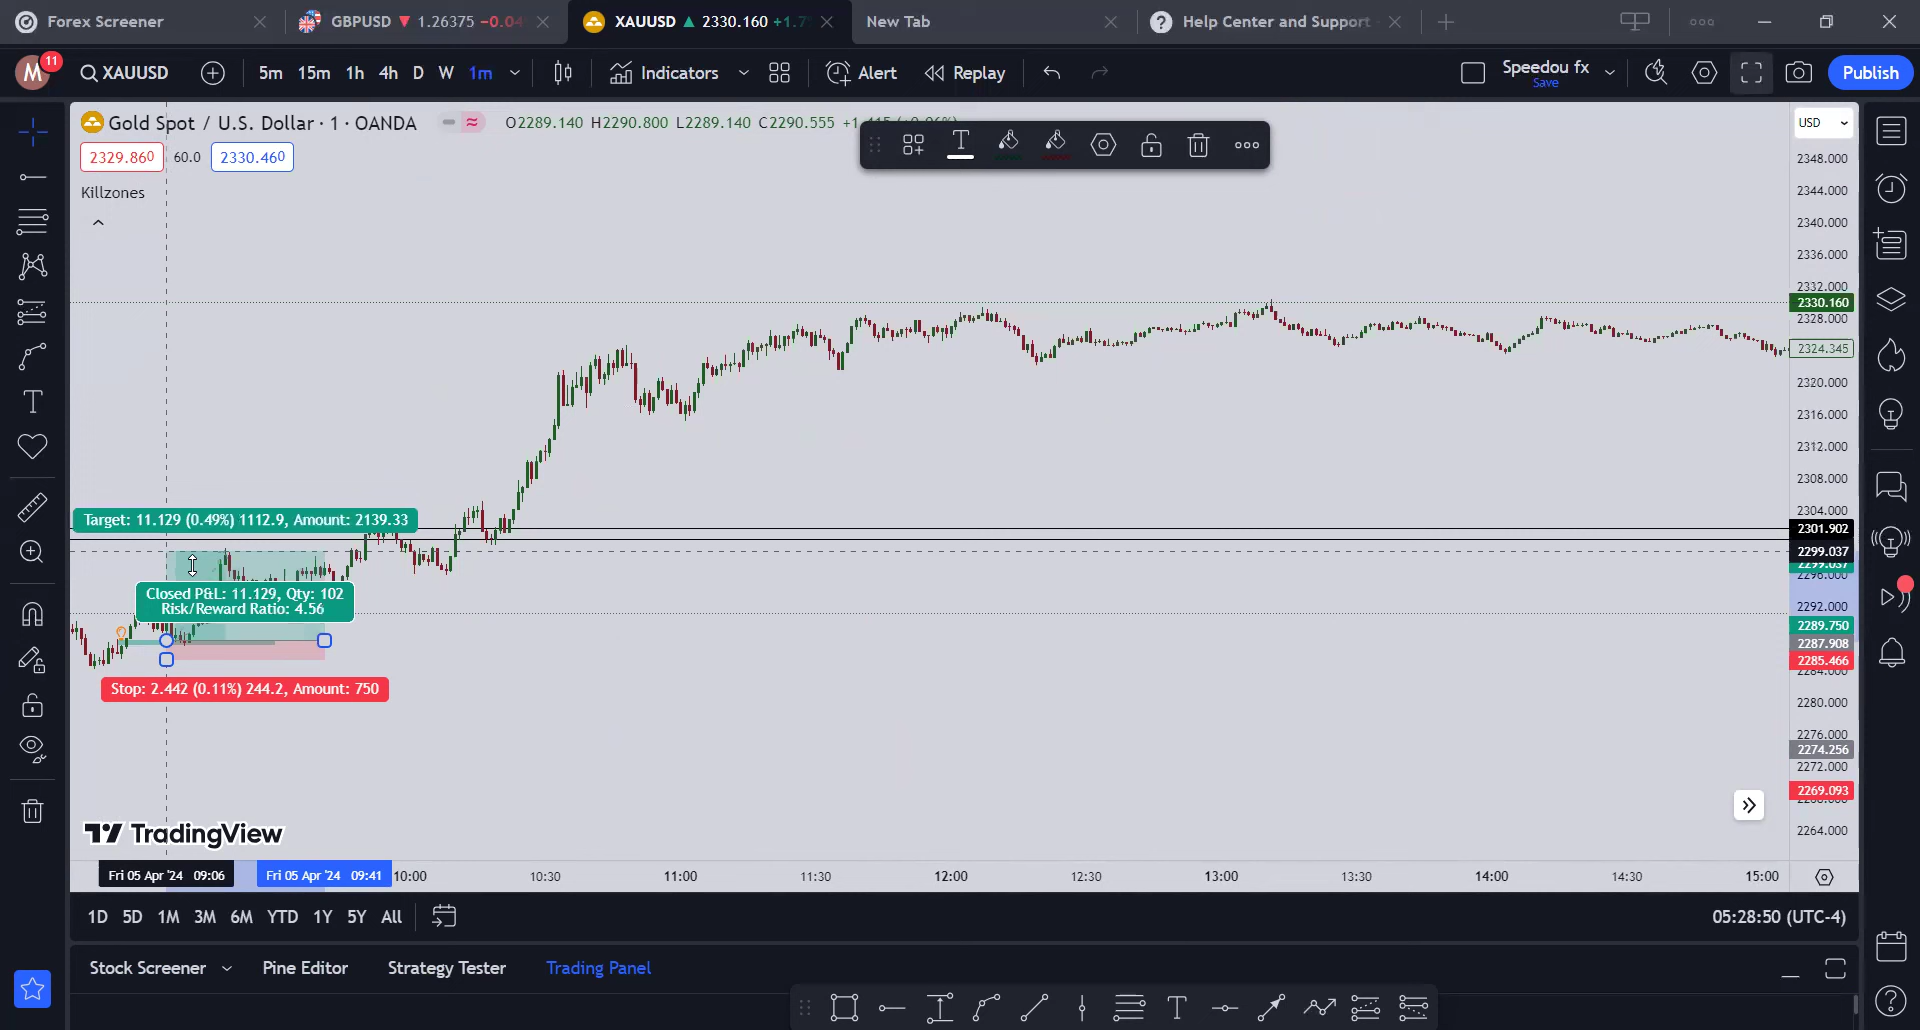 Forex Screener
GBPUSD ▼ 1.26375 −0.04
XAUUSD ▲ 2330.160 +1.7
New Tab
Help Center and Support
M
11
XAUUSD
5m 15m 1h 4h D W 1m
Indicators
Alert
Replay
Speedou fx
Save
Publish
Gold Spot / U.S. Dollar · 1 · OANDA
O2289.140 H2290.800 L2289.140 C2290.555
USD
2329.860
60.0
2330.460
Killzones
2348.000
2344.000
2340.000
2336.000
2332.000
2330.160
2328.000
2324.345
2320.000
2316.000
2312.000
2308.000
2304.000
2301.902
2299.037
2299.037
2296.000
2292.000
2289.750
2287.908
2285.466
2284.000
2280.000
2276.000
2274.256
2272.000
2269.093
2264.000
Target: 11.129 (0.49%) 1112.9, Amount: 2139.33
Closed P&L: 11.129, Qty: 102
Risk/Reward Ratio: 4.56
Stop: 2.442 (0.11%) 244.2, Amount: 750
TradingView
Fri 05 Apr '24 09:06
Fri 05 Apr '24 09:41
10:00
10:30
11:00
11:30
12:00
12:30
13:00
13:30
14:00
14:30
15:00
1D 5D 1M 3M 6M YTD 1Y 5Y All
05:28:50 (UTC-4)
Stock Screener
Pine Editor
Strategy Tester
Trading Panel